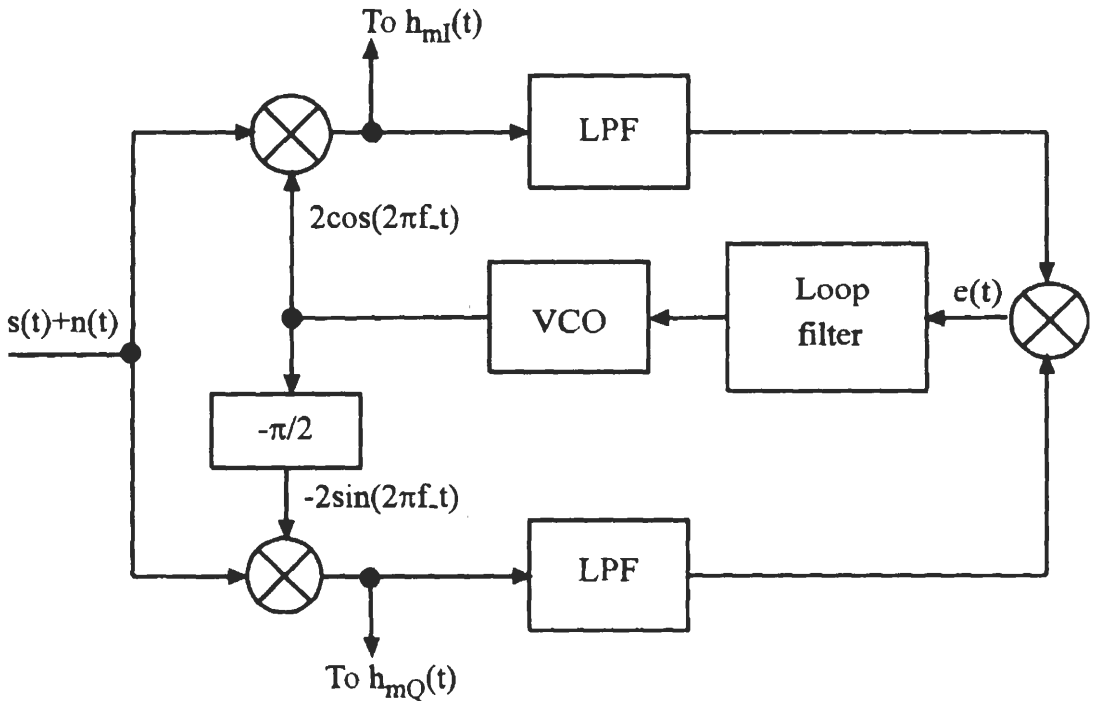 To h_mI(t)
LPF
2cos(2πf_t)
s(t)+n(t)
VCO
Loop
filter
e(t)
-π/2
-2sin(2πf_t)
LPF
To h_mQ(t)